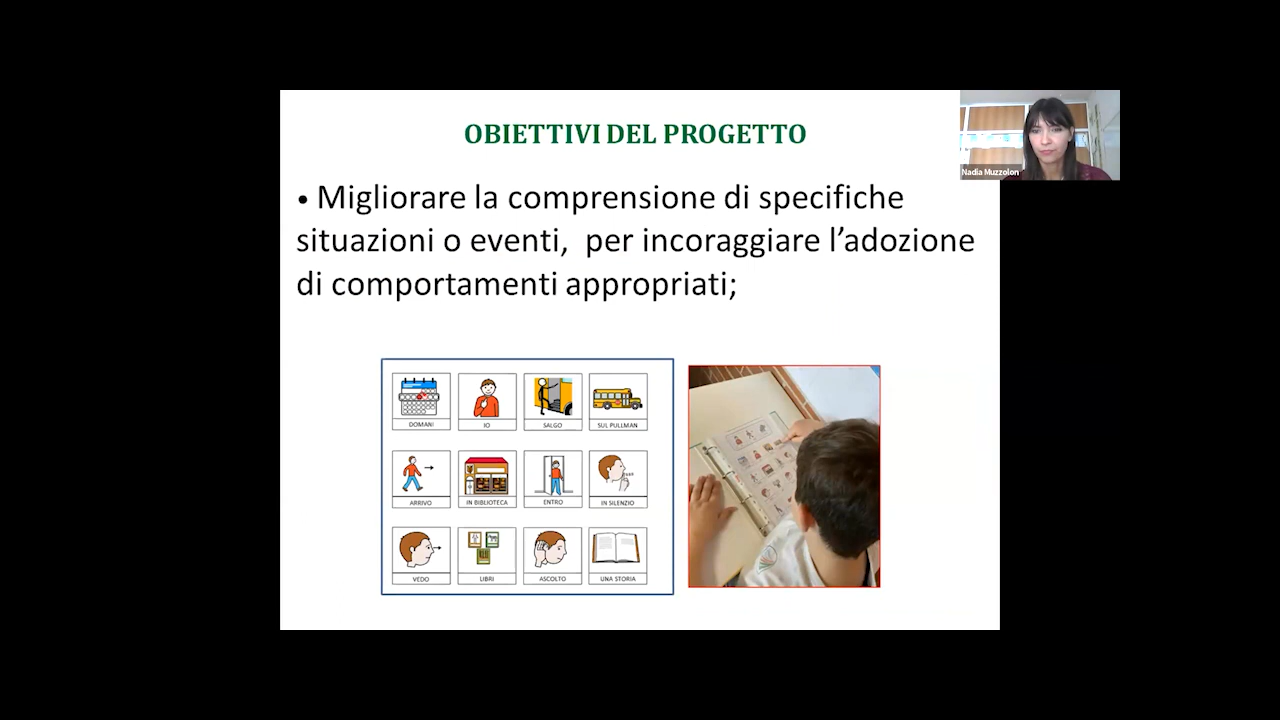 OBIETTIVI DEL PROGETTO
Nadia Muzzolon
• Migliorare la comprensione di specifiche
situazioni o eventi,  per incoraggiare l’adozione
di comportamenti appropriati;
DOMANI IO SALGO SUL PULLMAN
ARRIVO IN BIBLIOTECA ENTRO IN SILENZIO
VEDO LIBRI ASCOLTO UNA STORIA